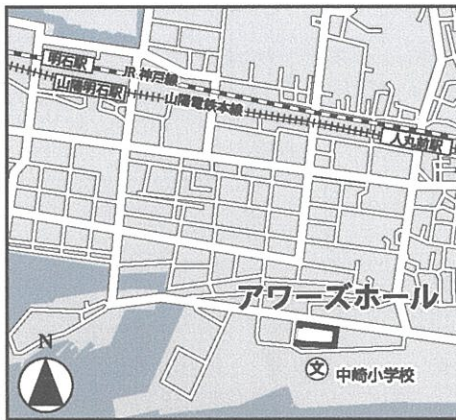 明石駅
JR 神戸線
山陽明石駅
山陽電鉄本線
人丸前駅
アワーズホール
N
文
中崎小学校